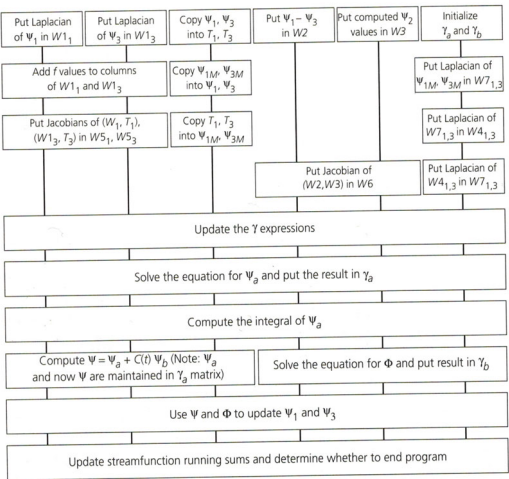 Put Laplacian
of Ψ1 in W11
Put Laplacian
of Ψ3 in W13
Copy Ψ1, Ψ3
into T1, T3
Put Ψ1 – Ψ3
in W2
Put computed Ψ2
values in W3
Initialize
γa and γb
Add f values to columns
of W11 and W13
Copy Ψ1M, Ψ3M
into Ψ1, Ψ3
Put Laplacian of
Ψ1M, Ψ3M in W71,3
Put Jacobians of (W1, T1),
(W13, T3) in W51, W53
Copy T1, T3
into Ψ1M, Ψ3M
Put Laplacian of
W71,3 in W41,3
Put Jacobian of
(W2,W3) in W6
Put Laplacian of
W41,3 in W71,3
Update the γ expressions
Solve the equation for Ψa and put the result in γa
Compute the integral of Ψa
Compute Ψ = Ψa + C(t) Ψb (Note: Ψa
and now Ψ are maintained in γa matrix)
Solve the equation for Φ and put result in γb
Use Ψ and Φ to update Ψ1 and Ψ3
Update streamfunction running sums and determine whether to end program